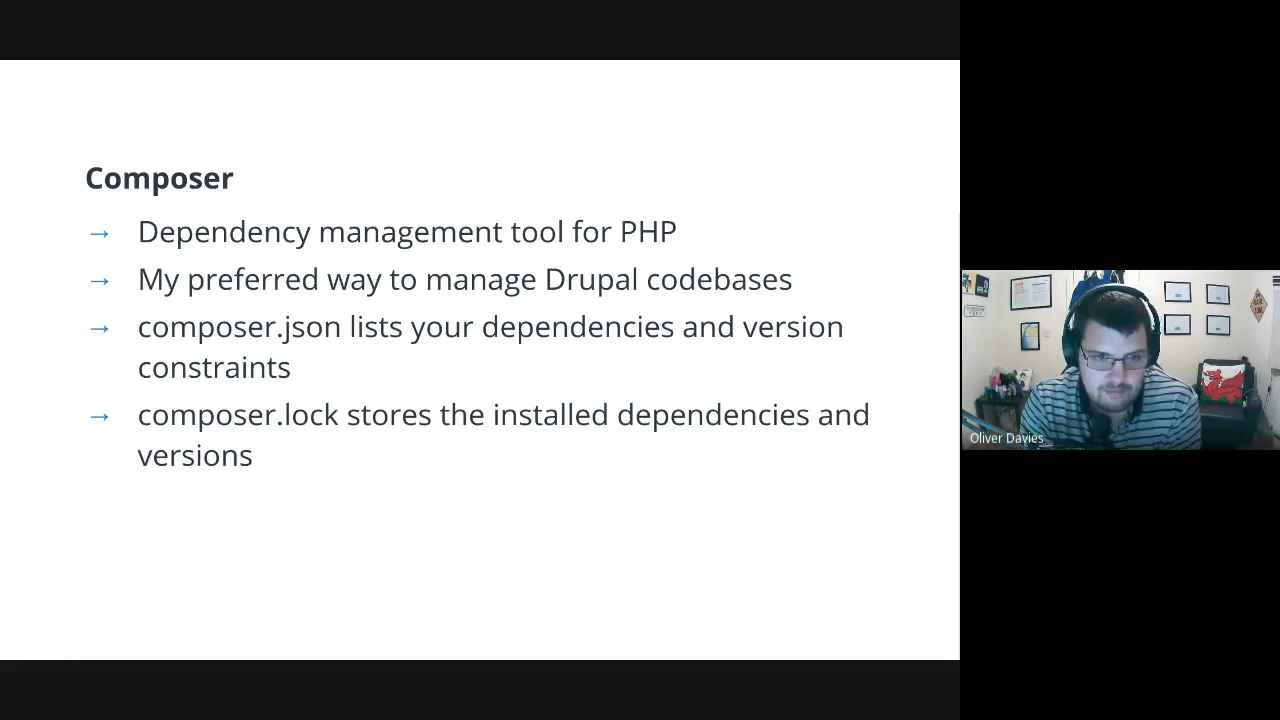 Composer
→ Dependency management tool for PHP
→ My preferred way to manage Drupal codebases
→ composer.json lists your dependencies and version
constraints
→ composer.lock stores the installed dependencies and
versions
Oliver Davies